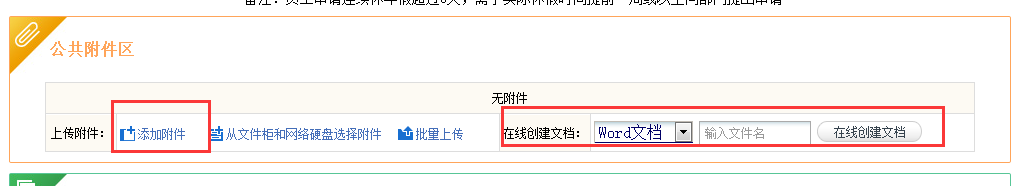 公共附件区
无附件
上传附件： 添加附件 从文件柜和网络硬盘选择附件 批量上传 在线创建文档： Word文档 输入文件名 在线创建文档